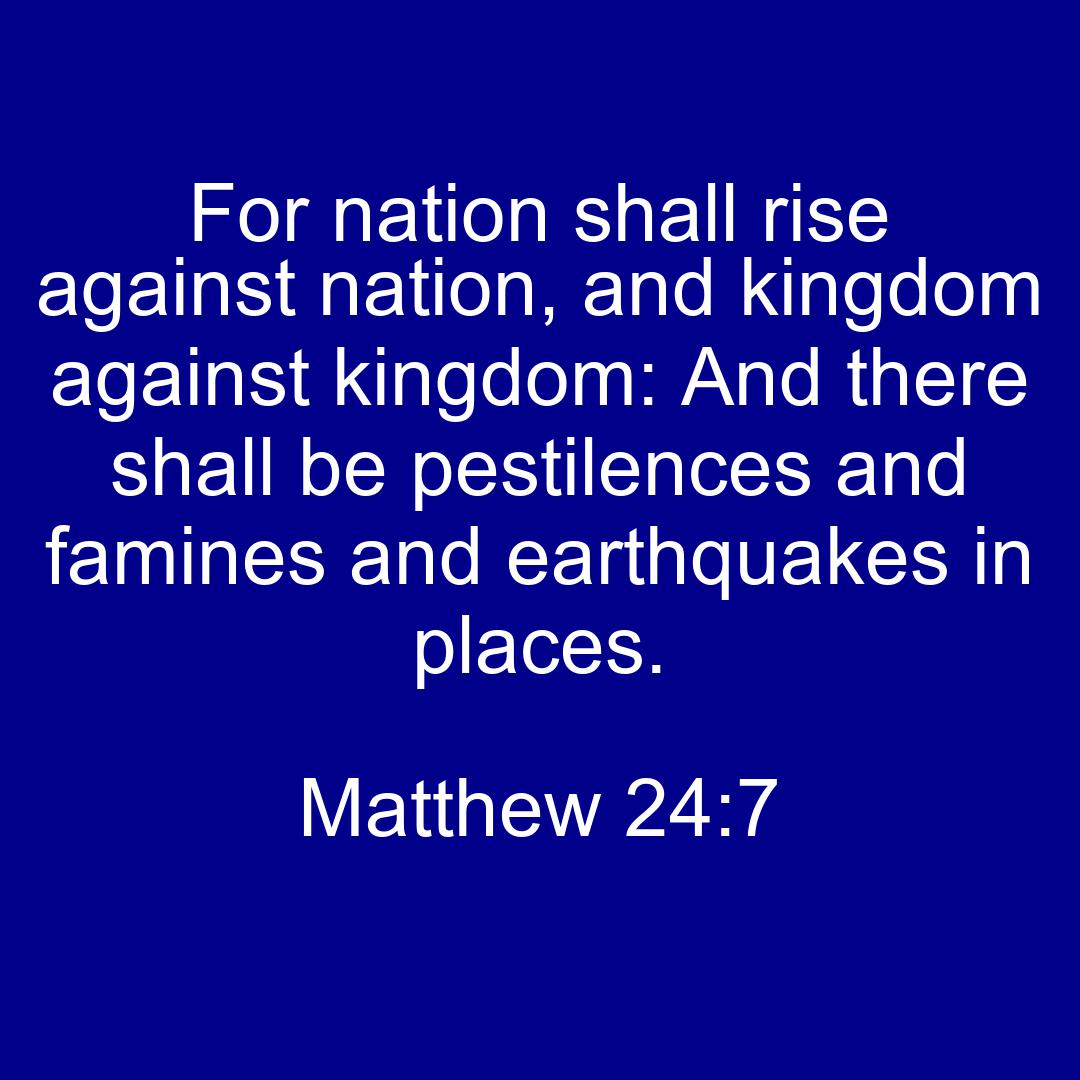 For nation shall rise
against nation, and kingdom
against kingdom: And there
shall be pestilences and
famines and earthquakes in
places.
Matthew 24:7